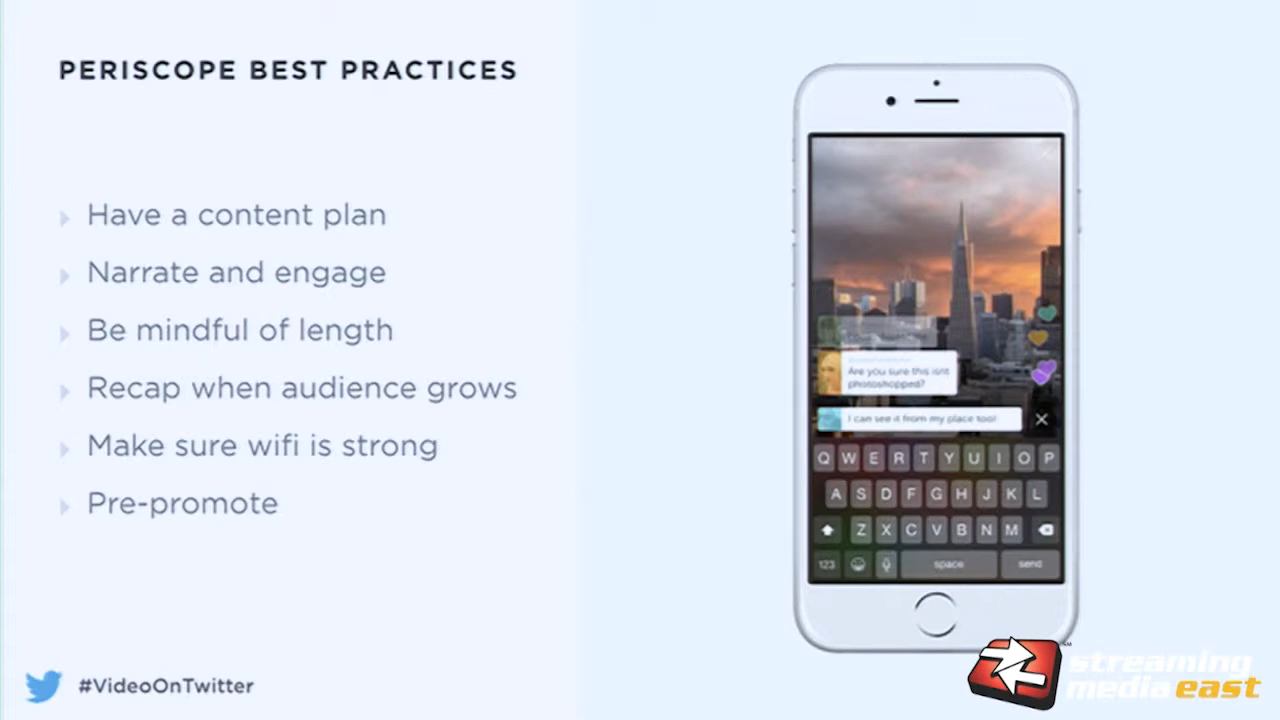 PERISCOPE BEST PRACTICES
Have a content plan
Narrate and engage
Be mindful of length
Recap when audience grows
Make sure wifi is strong
Pre-promote
#VideoOnTwitter
Are you sure this isnt
photoshopped?
I can see it from my place too!
Q W E R T Y U I O P
A S D F G H J K L
Z X C V B N M
123 space send
streaming
media east